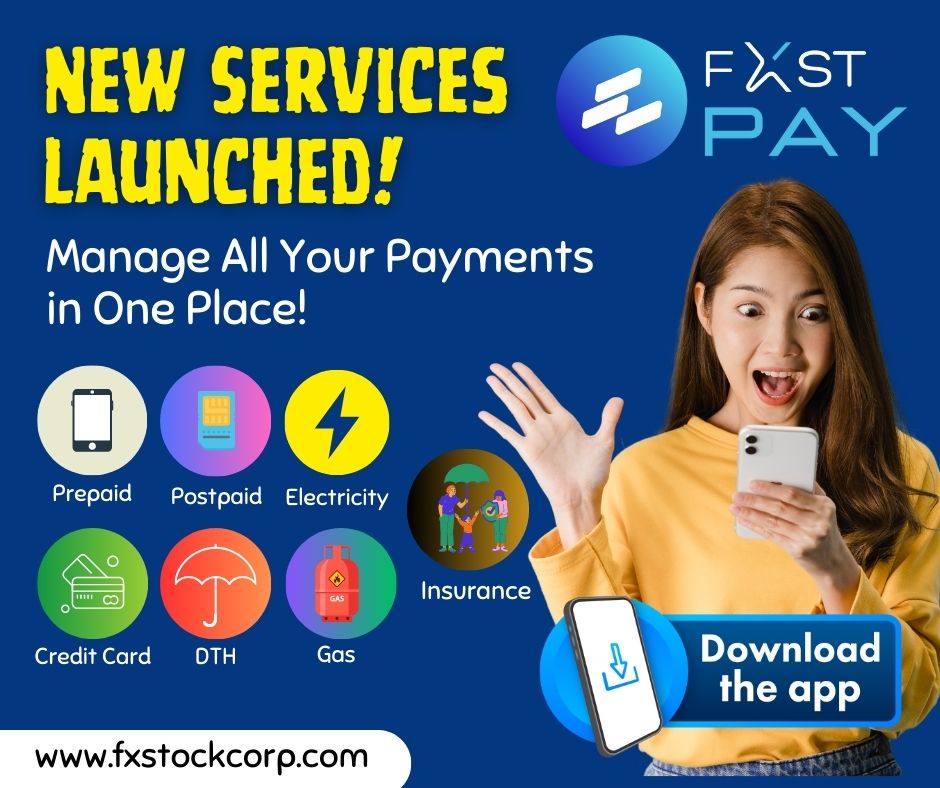 NEW SERVICES
LAUNCHED!
FXST
PAY
Manage All Your Payments
in One Place!
Prepaid
Postpaid
Electricity
Insurance
GAS
Credit Card
DTH
Gas
Download
the app
www.fxstockcorp.com